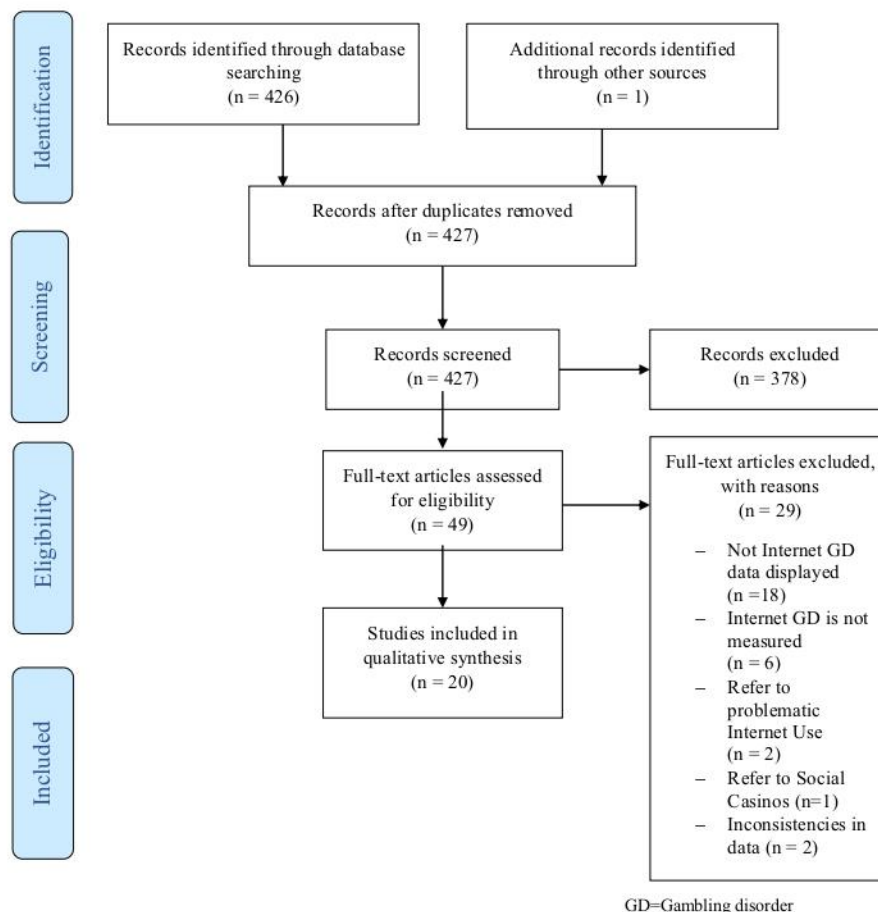 Identification
Records identified through database
searching
(n = 426)
Additional records identified
through other sources
(n = 1)
Records after duplicates removed
(n = 427)
Screening
Records screened
(n = 427)
Records excluded
(n = 378)
Eligibility
Full-text articles assessed
for eligibility
(n = 49)
Full-text articles excluded,
with reasons
(n = 29)
– Not Internet GD
data displayed
(n =18)
– Internet GD is not
measured
(n = 6)
– Refer to
problematic
Internet Use
(n = 2)
– Refer to Social
Casinos (n=1)
– Inconsistencies in
data (n = 2)
Included
Studies included in
qualitative synthesis
(n = 20)
GD=Gambling disorder